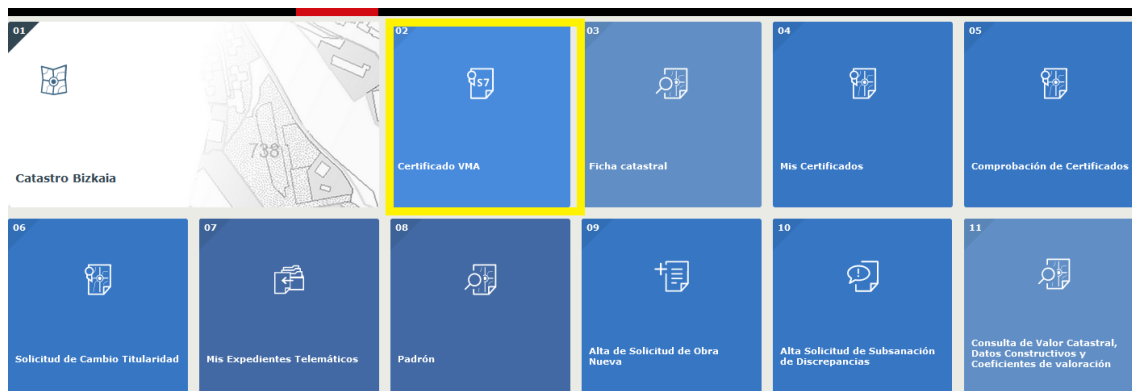 01
738
Catastro Bizkaia
02
S7
Certificado VMA
03
Ficha catastral
04
Mis Certificados
05
Comprobación de Certificados
06
Solicitud de Cambio Titularidad
07
Mis Expedientes Telemáticos
08
Padrón
09
Alta de Solicitud de Obra
Nueva
10
Alta Solicitud de Subsanación
de Discrepancias
11
Consulta de Valor Catastral,
Datos Constructivos y
Coeficientes de valoración